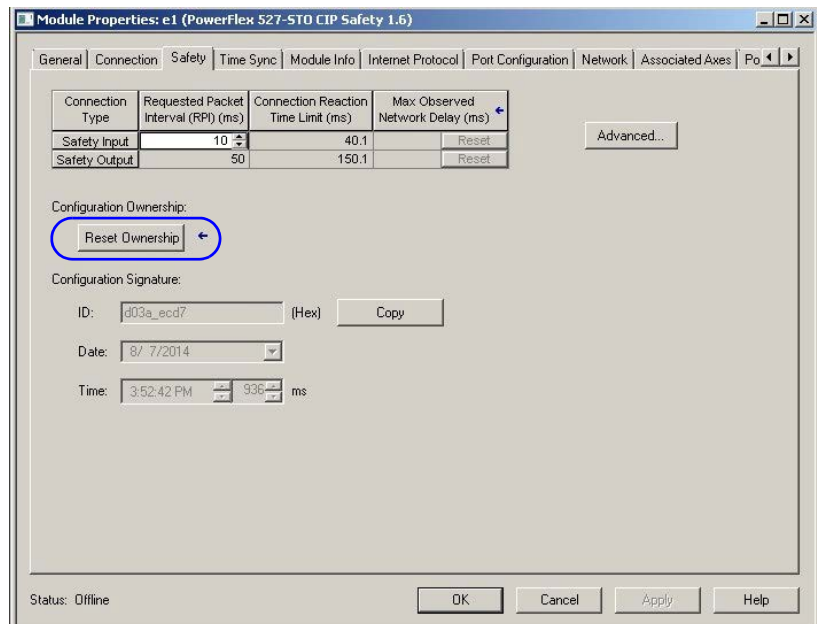 Module Properties: e1 (PowerFlex 527-STO CIP Safety 1.6)
General Connection Safety Time Sync Module Info Internet Protocol Port Configuration Network Associated Axes Po
Connection Type Requested Packet Interval (RPI) (ms) Connection Reaction Time Limit (ms) Max Observed Network Delay (ms)
Safety Input 10 40.1 Reset
Safety Output 50 150.1 Reset
Advanced...
Configuration Ownership:
Reset Ownership
Configuration Signature:
ID: d03a_ecd7 (Hex) Copy
Date: 8/ 7/2014
Time: 3:52:42 PM 936 ms
Status: Offline OK Cancel Apply Help